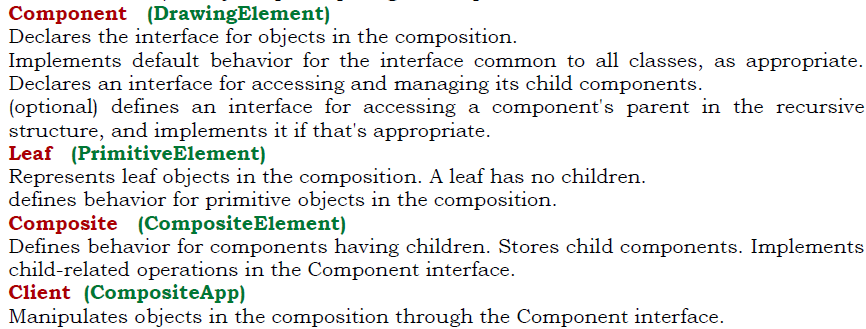 Component (DrawingElement)
Declares the interface for objects in the composition.
Implements default behavior for the interface common to all classes, as appropriate.
Declares an interface for accessing and managing its child components.
(optional) defines an interface for accessing a component's parent in the recursive
structure, and implements it if that's appropriate.
Leaf (PrimitiveElement)
Represents leaf objects in the composition. A leaf has no children.
defines behavior for primitive objects in the composition.
Composite (CompositeElement)
Defines behavior for components having children. Stores child components. Implements
child-related operations in the Component interface.
Client (CompositeApp)
Manipulates objects in the composition through the Component interface.